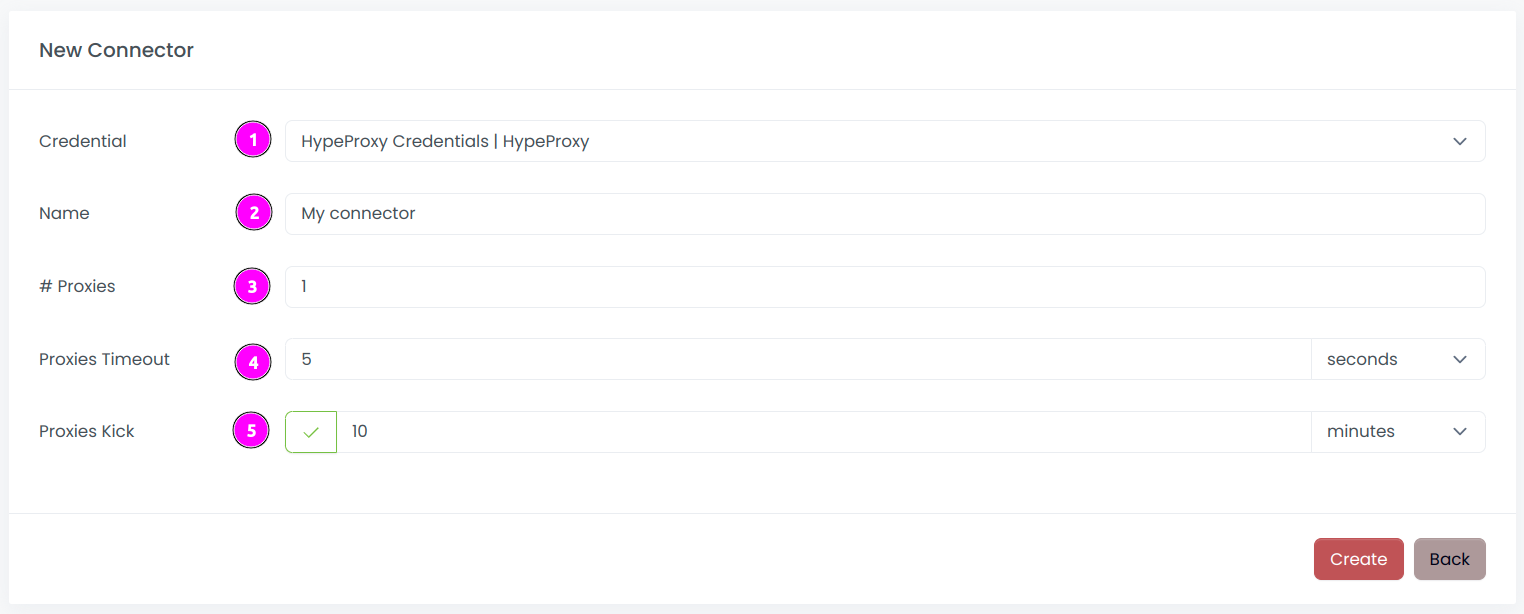 New Connector
Credential 1 HypeProxy Credentials | HypeProxy
Name 2 My connector
# Proxies 3 1
Proxies Timeout 4 5 seconds
Proxies Kick 5 10 minutes
Create Back